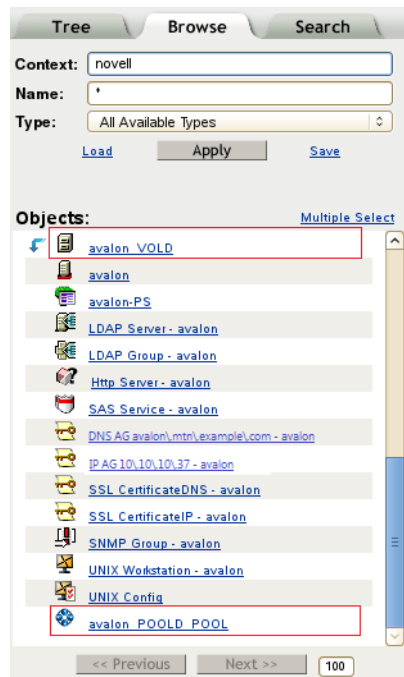 Tree Browse Search
Context: novell
Name: *
Type: All Available Types
Load Apply Save
Objects: Multiple Select
avalon_VOLD
avalon
avalon-PS
LDAP Server - avalon
LDAP Group - avalon
Http Server - avalon
SAS Service - avalon
DNS AG avalon\.mtn\.example\.com - avalon
IP AG 10\.10\.10\.37 - avalon
SSL CertificateDNS - avalon
SSL CertificateIP - avalon
SNMP Group - avalon
UNIX Workstation - avalon
UNIX Config
avalon_POOLD_POOL
<< Previous Next >> 100